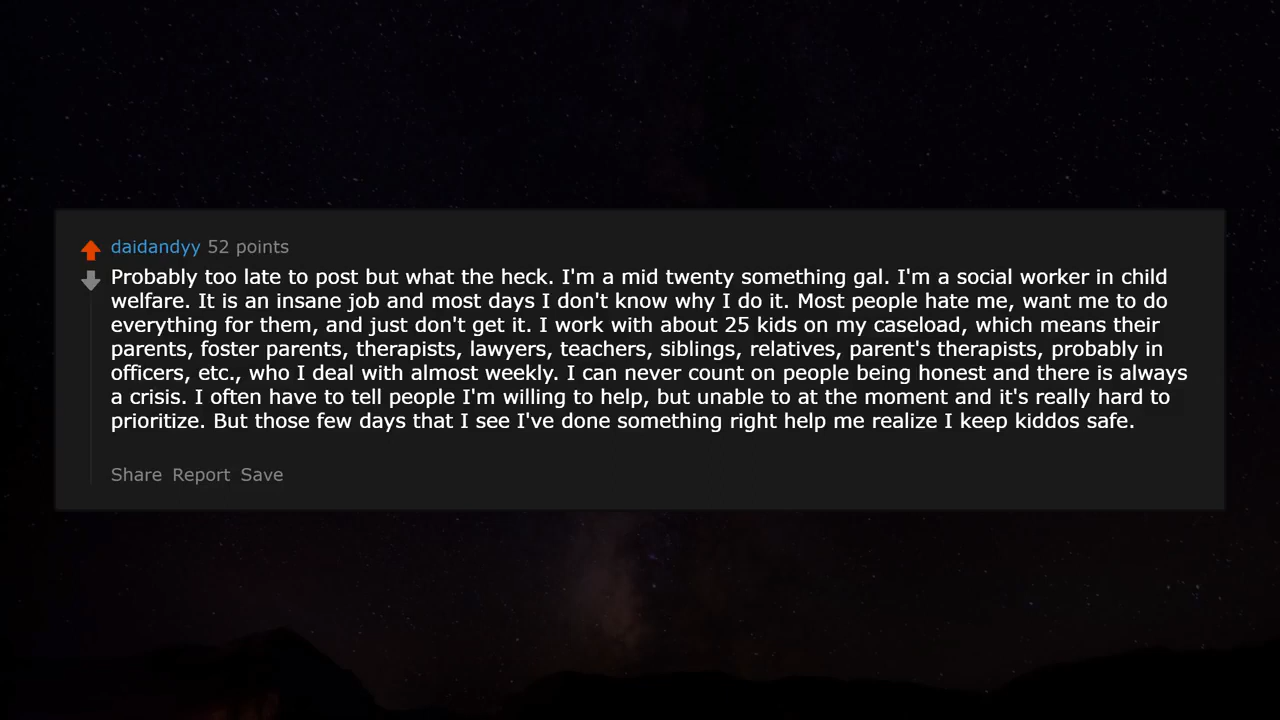 daidandyy 52 points
Probably too late to post but what the heck. I'm a mid twenty something gal. I'm a social worker in child
welfare. It is an insane job and most days I don't know why I do it. Most people hate me, want me to do
everything for them, and just don't get it. I work with about 25 kids on my caseload, which means their
parents, foster parents, therapists, lawyers, teachers, siblings, relatives, parent's therapists, probably in
officers, etc., who I deal with almost weekly. I can never count on people being honest and there is always
a crisis. I often have to tell people I'm willing to help, but unable to at the moment and it's really hard to
prioritize. But those few days that I see I've done something right help me realize I keep kiddos safe.
Share Report Save